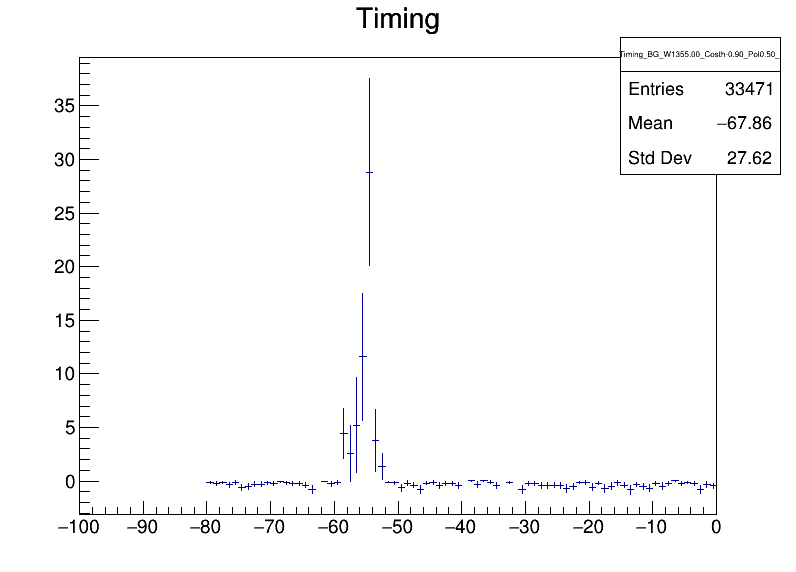 Timing
Timing_BG_W1355.00_Costh-0.90_Pol0.50_
Entries 33471
Mean −67.86
Std Dev 27.62
35
30
25
20
15
10
5
0
−100 −90 −80 −70 −60 −50 −40 −30 −20 −10 0